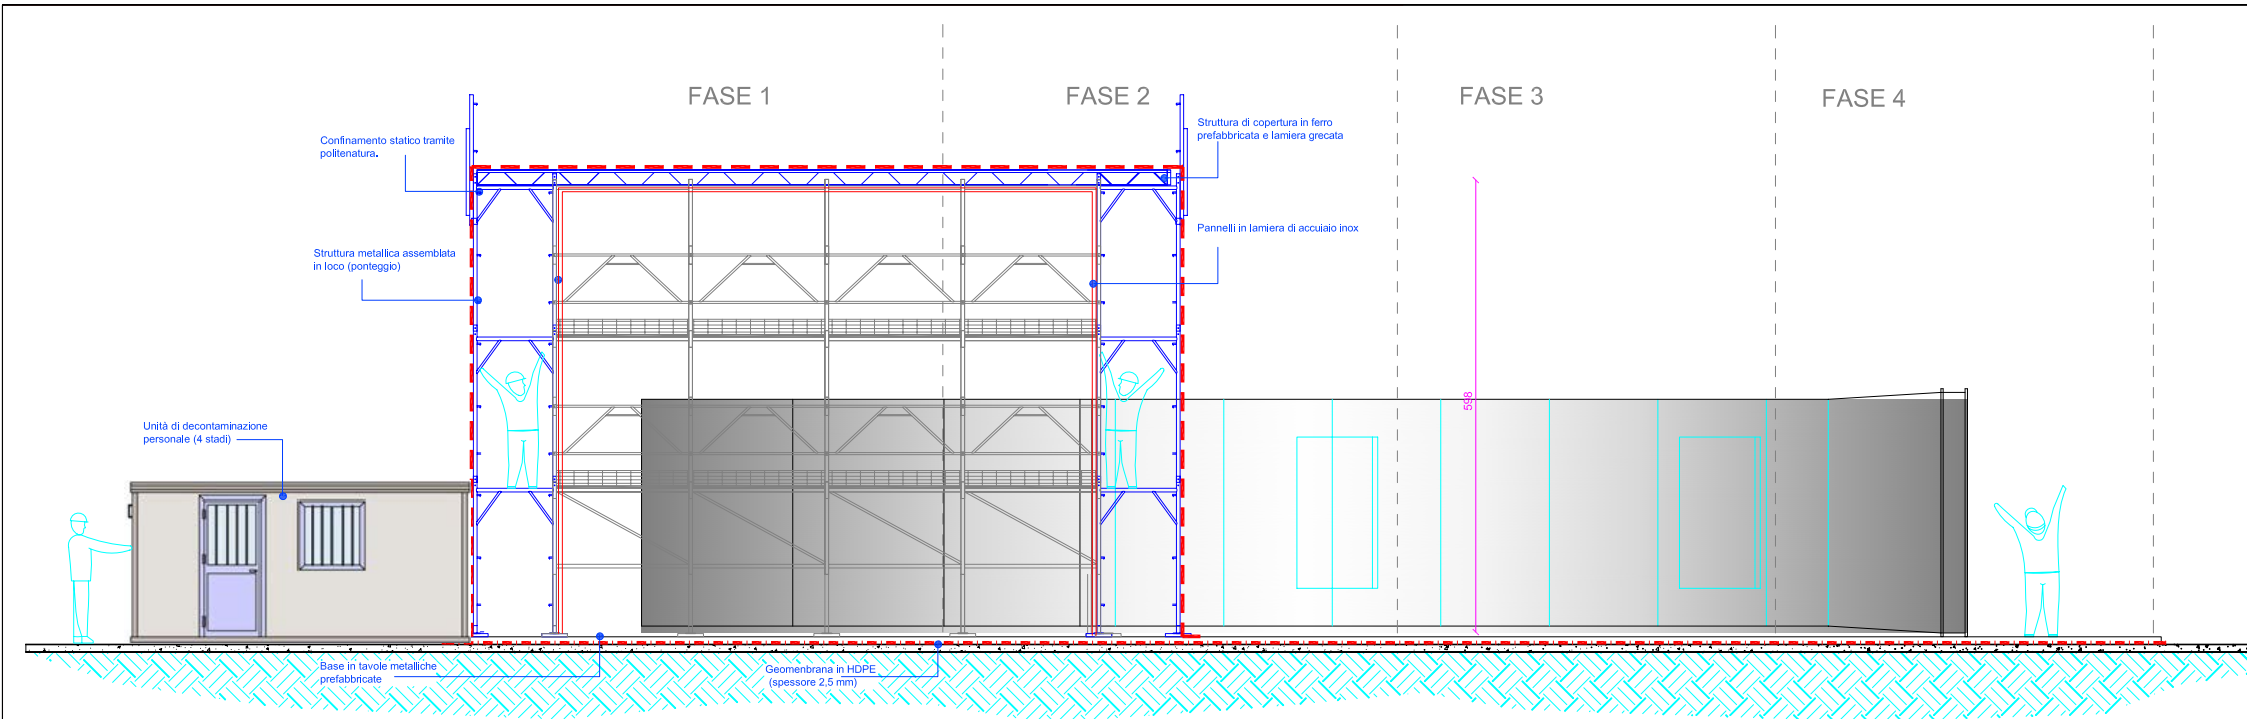 FASE 1
FASE 2
FASE 3
FASE 4
Confinamento statico tramite
politenatura.
Struttura di copertura in ferro
prefabbricata e lamiera grecata
Struttura metallica assemblata
in loco (ponteggio)
Pannelli in lamiera di accuiaio inox
598
Unità di decontaminazione
personale (4 stadi)
Base in tavole metalliche
prefabbricate
Geomenbrana in HDPE
(spessore 2,5 mm)